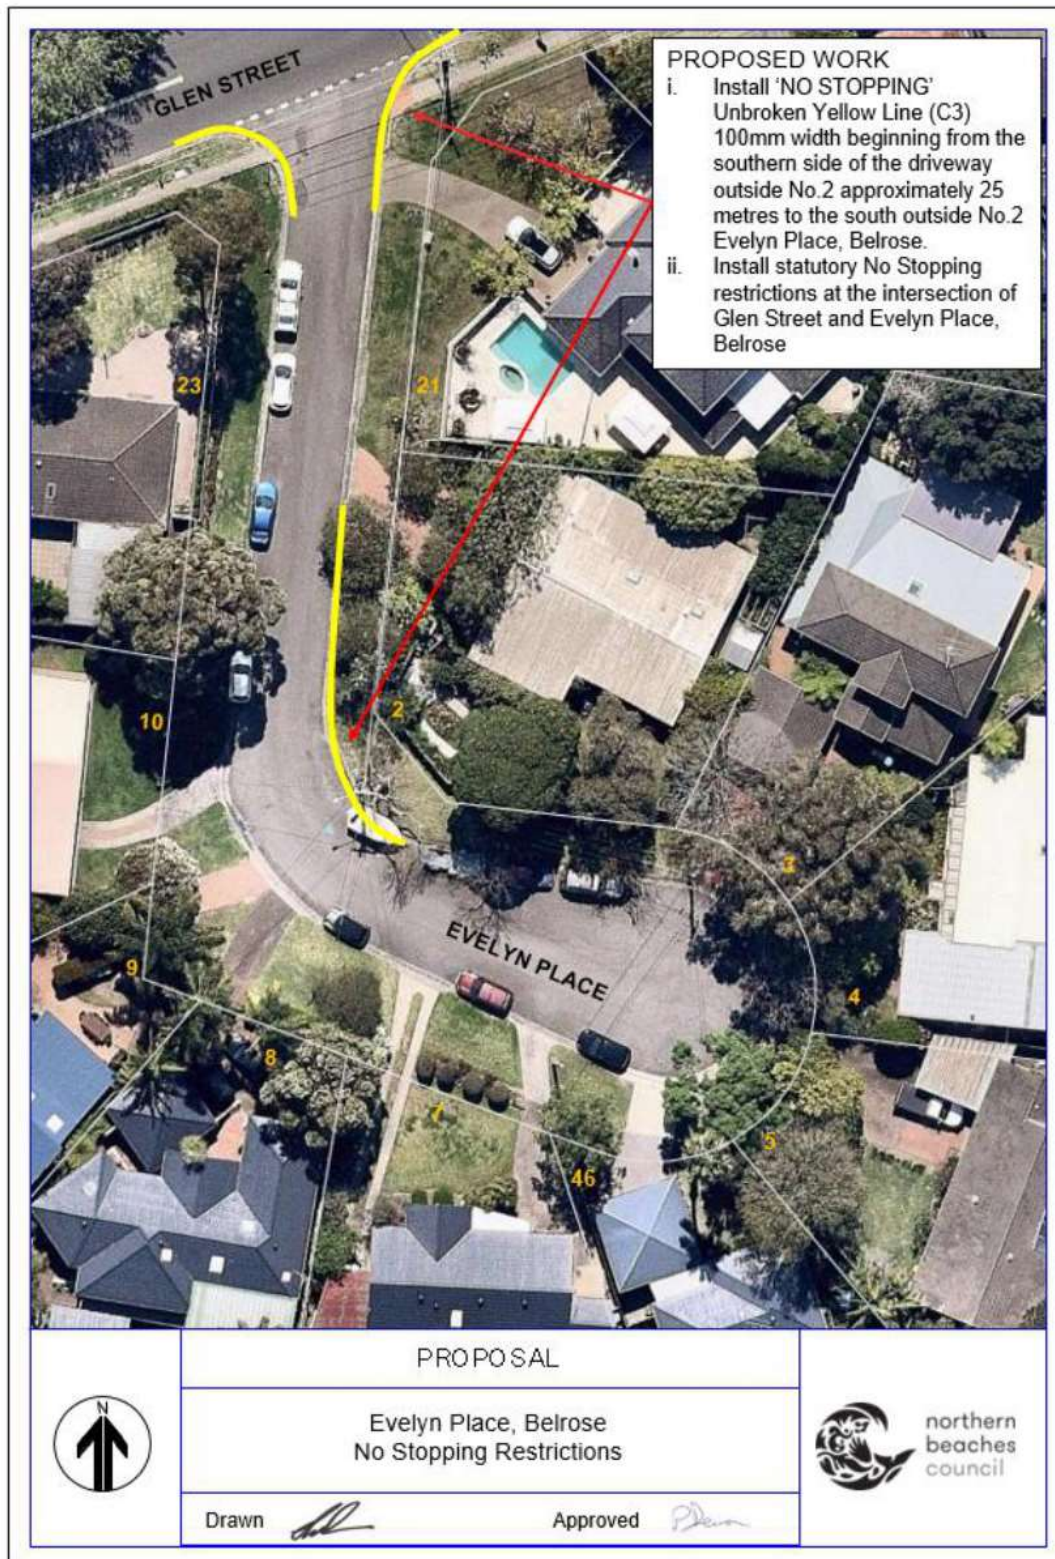 PROPOSED WORK
i. Install 'NO STOPPING'
Unbroken Yellow Line (C3)
100mm width beginning from the
southern side of the driveway
outside No.2 approximately 25
metres to the south outside No.2
Evelyn Place, Belrose.
ii. Install statutory No Stopping
restrictions at the intersection of
Glen Street and Evelyn Place,
Belrose
GLEN STREET
23
21
10
2
3
EVELYN PLACE
9
4
8
7
5
46
PROPOSAL
N
Evelyn Place, Belrose
No Stopping Restrictions
northern
beaches
council
Drawn
Approved